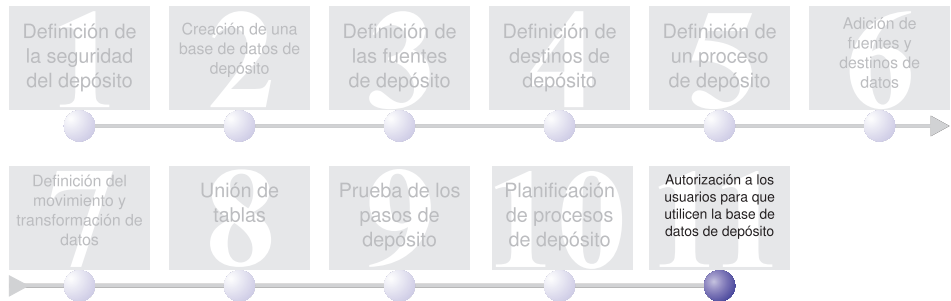 1
Definición de
la seguridad
del depósito
2
Creación de una
base de datos de
depósito
3
Definición de
las fuentes
de depósito
4
Definición de
destinos de
depósito
5
Definición de
un proceso
de depósito
6
Adición de
fuentes y
destinos de
datos
7
Definición del
movimiento y
transformación de
datos
8
Unión de
tablas
9
Prueba de los
pasos de
depósito
10
Planificación
de procesos
de depósito
11
Autorización a los
usuarios para que
utilicen la base de
datos de depósito